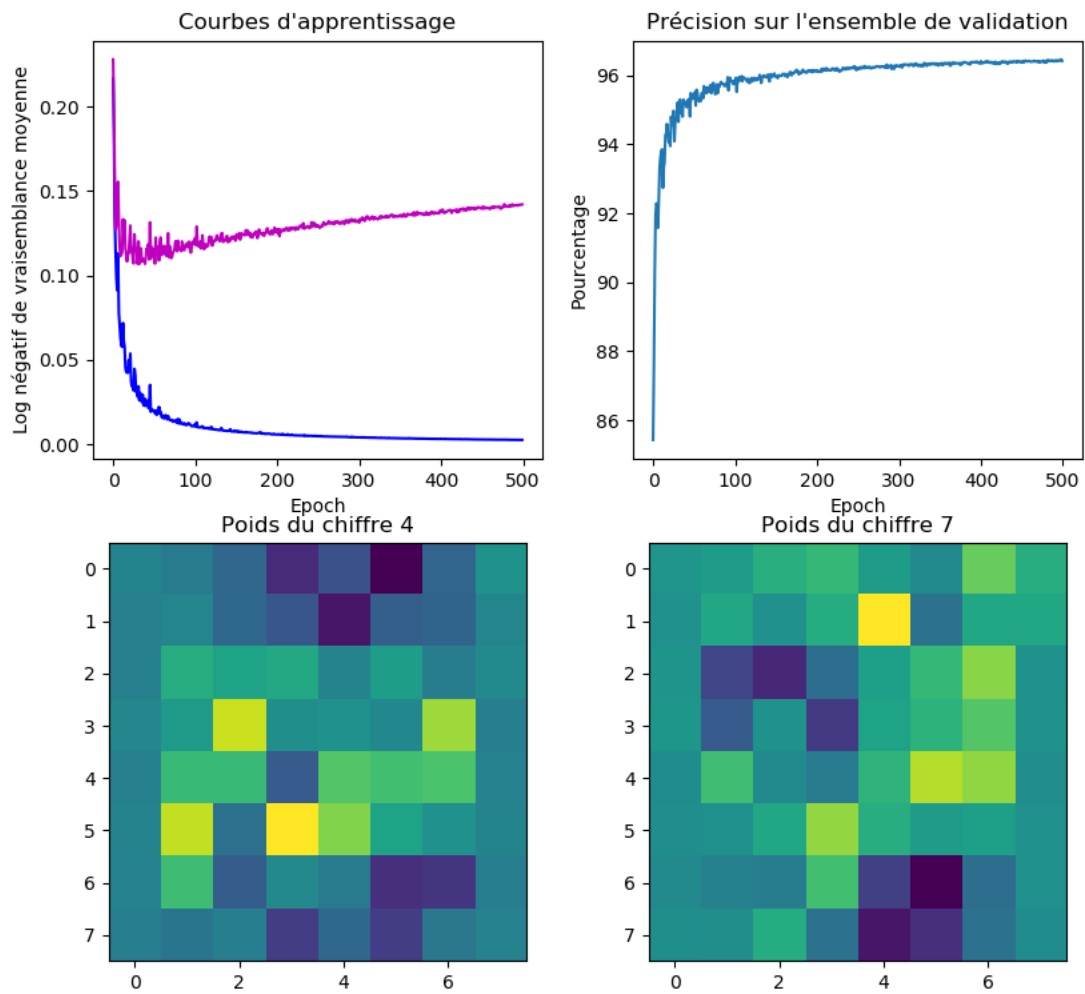 Courbes d'apprentissage
Log négatif de vraisemblance moyenne
0.20
0.15
0.10
0.05
0.00
0 100 200 300 400 500
Epoch
Précision sur l'ensemble de validation
Pourcentage
96
94
92
90
88
86
0 100 200 300 400 500
Epoch
Poids du chiffre 4
0
1
2
3
4
5
6
7
0 2 4 6
Poids du chiffre 7
0
1
2
3
4
5
6
7
0 2 4 6